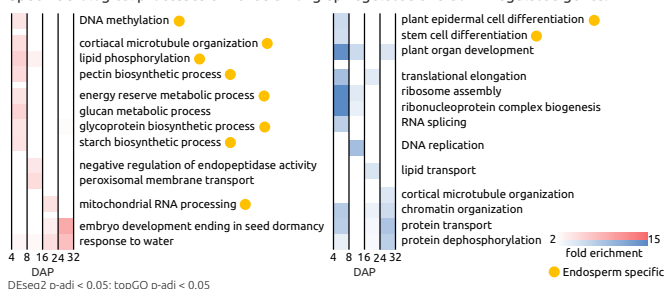 DNA methylation
cortiacal microtubule organization
lipid phosphorylation
pectin biosynthetic process
energy reserve metabolic process
glucan metabolic process
glycoprotein biosynthetic process
starch biosynthetic process
negative regulation of endopeptidase activity
peroxisomal membrane transport
mitochondrial RNA processing
embryo development ending in seed dormancy
response to water
4 8 16 24 32
DAP
DEseq2 p-adj < 0.05; topGO p-adj < 0.05
plant epidermal cell differentiation
stem cell differentiation
plant organ development
translational elongation
ribosome assembly
ribonucleoprotein complex biogenesis
RNA splicing
DNA replication
lipid transport
cortical microtubule organization
chromatin organization
protein transport
protein dephosphorylation
4 8 16 24 32
DAP
2 15
fold enrichment
Endosperm specific